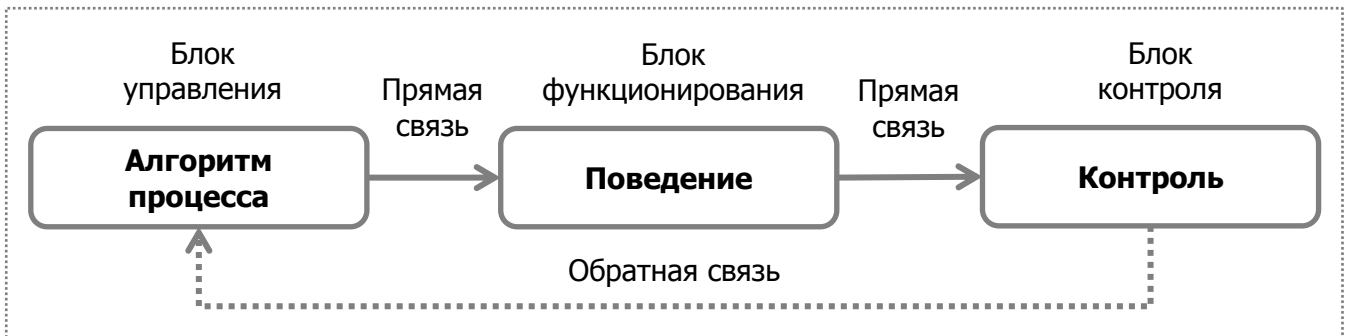 Блок
управления
Прямая
связь
Блок
функционирования
Прямая
связь
Блок
контроля
Алгоритм
процесса
Поведение
Контроль
Обратная связь